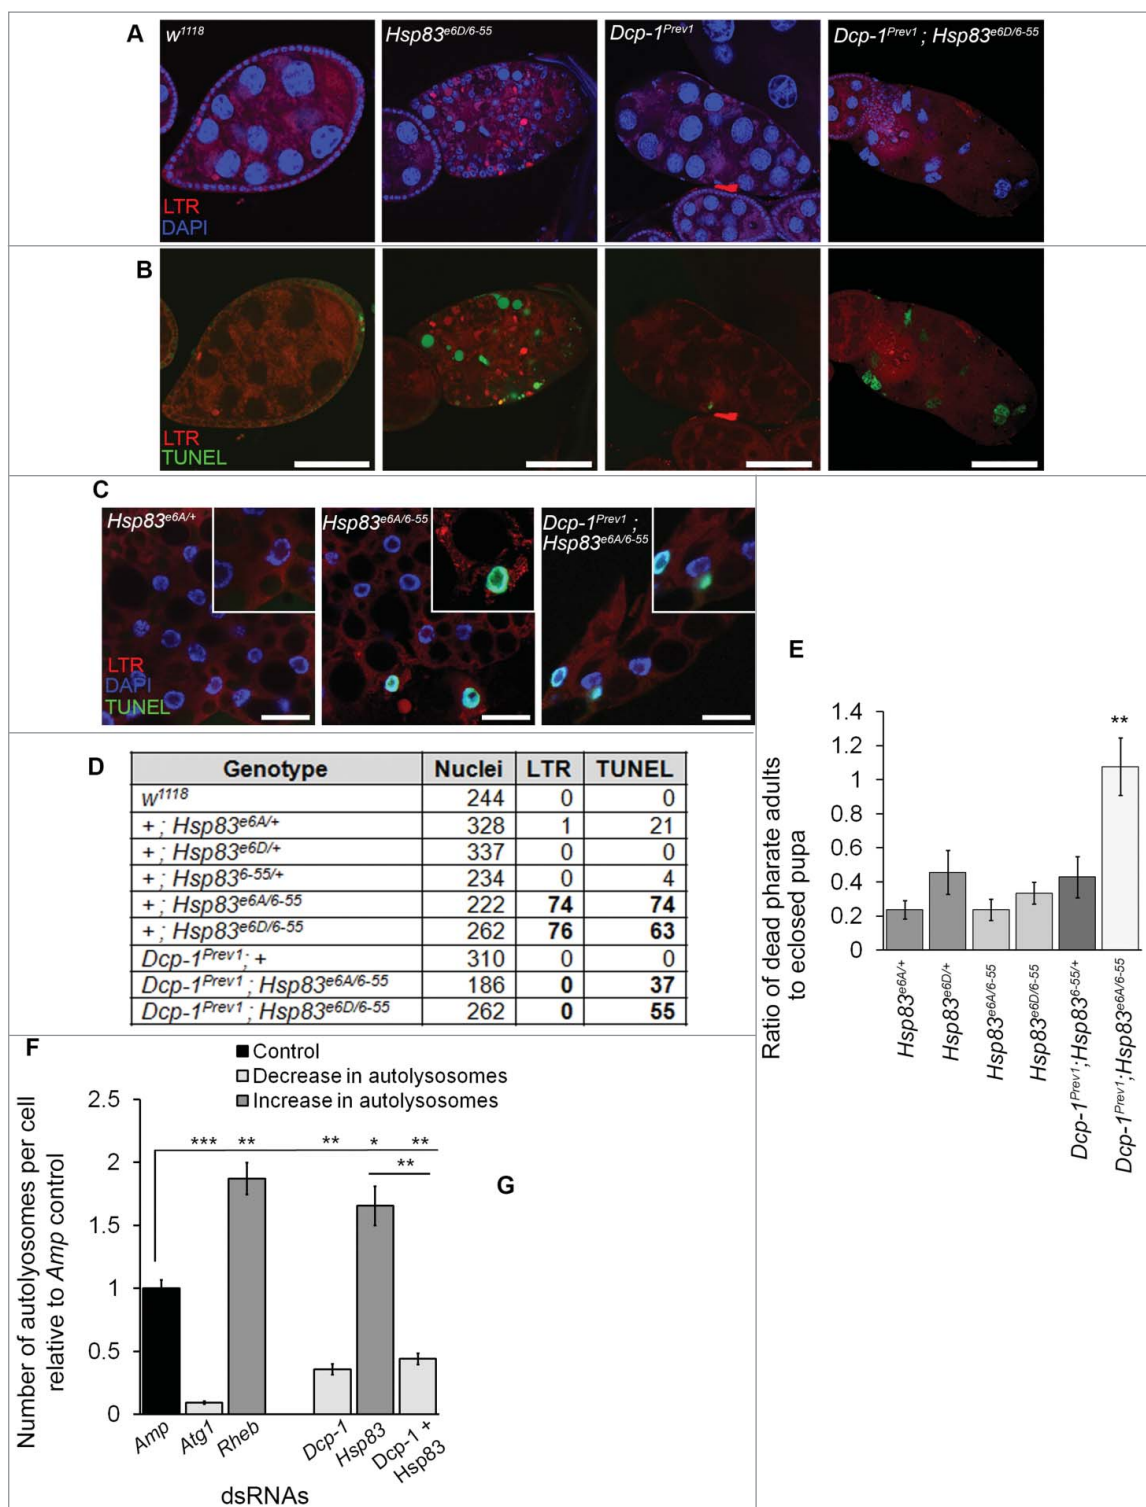 A
w1118
Hsp83e6D/6-55
Dcp-1Prev1
Dcp-1Prev1 ; Hsp83e6D/6-55
LTR
DAPI
B
LTR
TUNEL
C
Hsp83e6A/+
Hsp83e6A/6-55
Dcp-1Prev1 ;
Hsp83e6A/6-55
LTR
DAPI
TUNEL
D
Genotype Nuclei LTR TUNEL
w1118 244 0 0
+ ; Hsp83e6A/+ 328 1 21
+ ; Hsp83e6D/+ 337 0 0
+ ; Hsp836-55/+ 234 0 4
+ ; Hsp83e6A/6-55 222 74 74
+ ; Hsp83e6D/6-55 262 76 63
Dcp-1Prev1; + 310 0 0
Dcp-1Prev1 ; Hsp83e6A/6-55 186 0 37
Dcp-1Prev1 ; Hsp83e6D/6-55 262 0 55
E
Ratio of dead pharate adults
to eclosed pupa
1.4
1.2
1
0.8
0.6
0.4
0.2
0
**
Hsp83e6A/+
Hsp83e6D/+
Hsp83e6A/6-55
Hsp83e6D/6-55
Dcp-1Prev1;Hsp836-55/+
Dcp-1Prev1;Hsp83e6A/6-55
F
Control
Decrease in autolysosomes
Increase in autolysosomes
Number of autolyosomes per cell
relative to Amp control
2.5
2
1.5
1
0.5
0
*** ** ** * **
**
Amp
Atg1
Rheb
Dcp-1
Hsp83
Dcp-1 +
Hsp83
dsRNAs
G